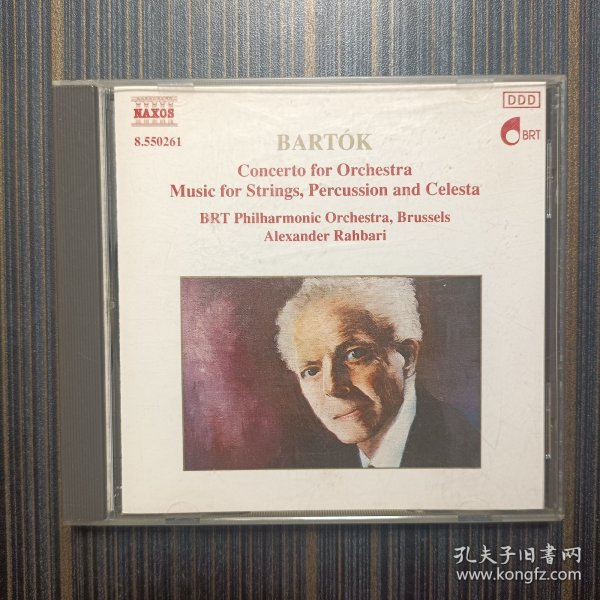 NAXOS
DDD
8.550261
BRT
BARTÓK
Concerto for Orchestra
Music for Strings, Percussion and Celesta
BRT Philharmonic Orchestra, Brussels
Alexander Rahbari
孔夫子旧書网
www.kongfz.com